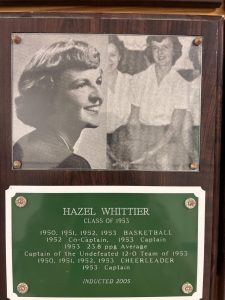 HAZEL WHITTIER
CLASS OF 1953
1950, 1951, 1952, 1953 BASKETBALL
1952 Co-Captain, 1953 Captain
1953 23.8 ppg Average
Captain of the Undefeated 12-0 Team of 1953
1950, 1951, 1952, 1953 CHEERLEADER
1953 Captain
INDUCTED 2005